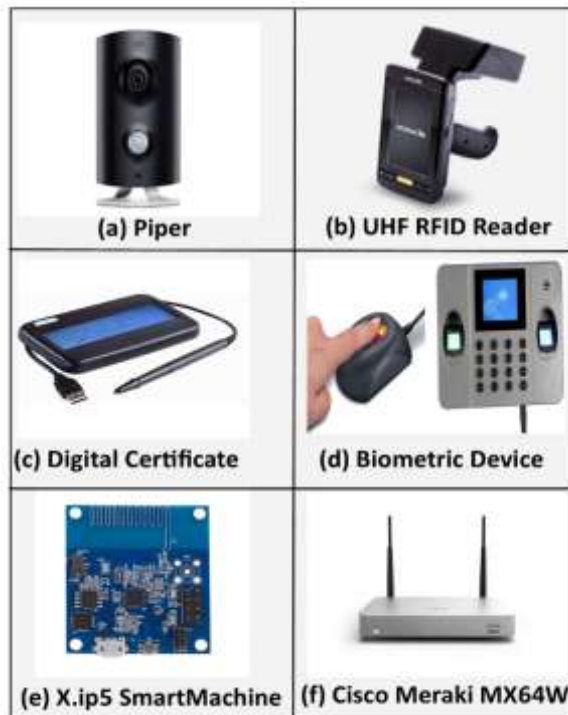 (a) Piper
(b) UHF RFID Reader
(c) Digital Certificate
(d) Biometric Device
(e) X.ip5 SmartMachine
(f) Cisco Meraki MX64W